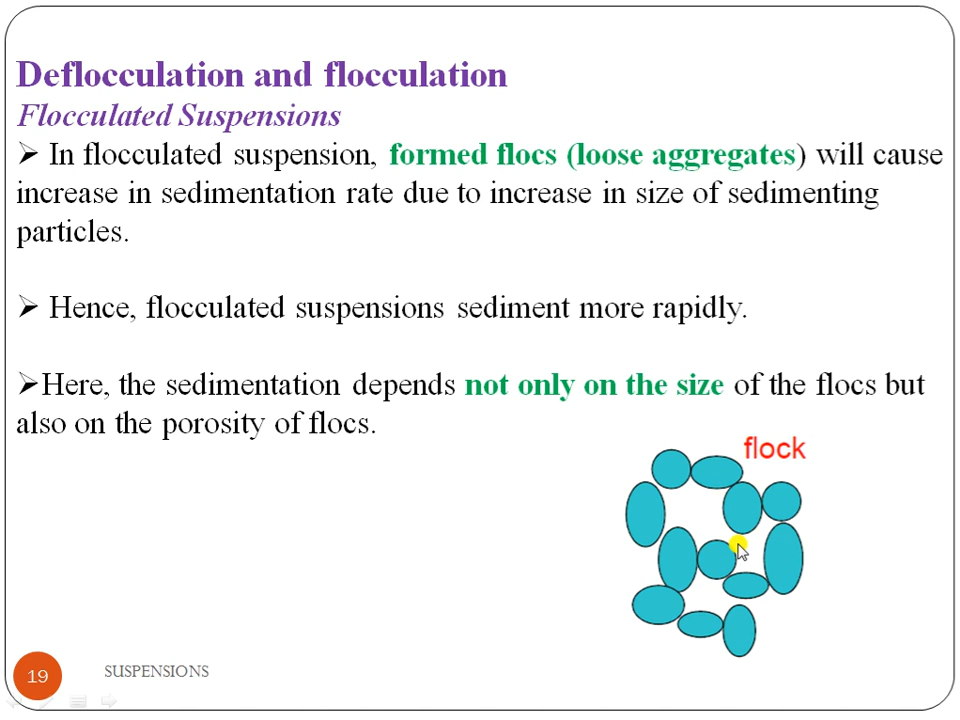 Deflocculation and flocculation
Flocculated Suspensions
➢ In flocculated suspension, formed flocs (loose aggregates) will cause
increase in sedimentation rate due to increase in size of sedimenting
particles.
➢ Hence, flocculated suspensions sediment more rapidly.
➢Here, the sedimentation depends not only on the size of the flocs but
also on the porosity of flocs.
flock
19
SUSPENSIONS